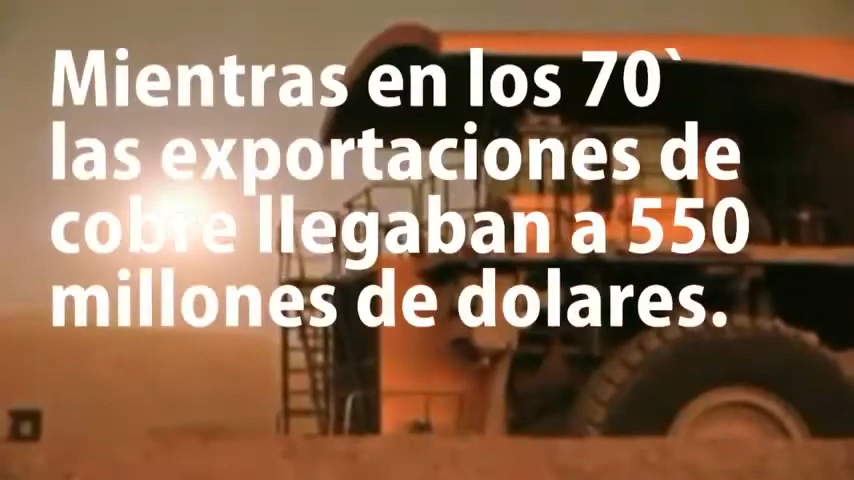 Mientras en los 70`
las exportaciones de
cobre llegaban a 550
millones de dolares.